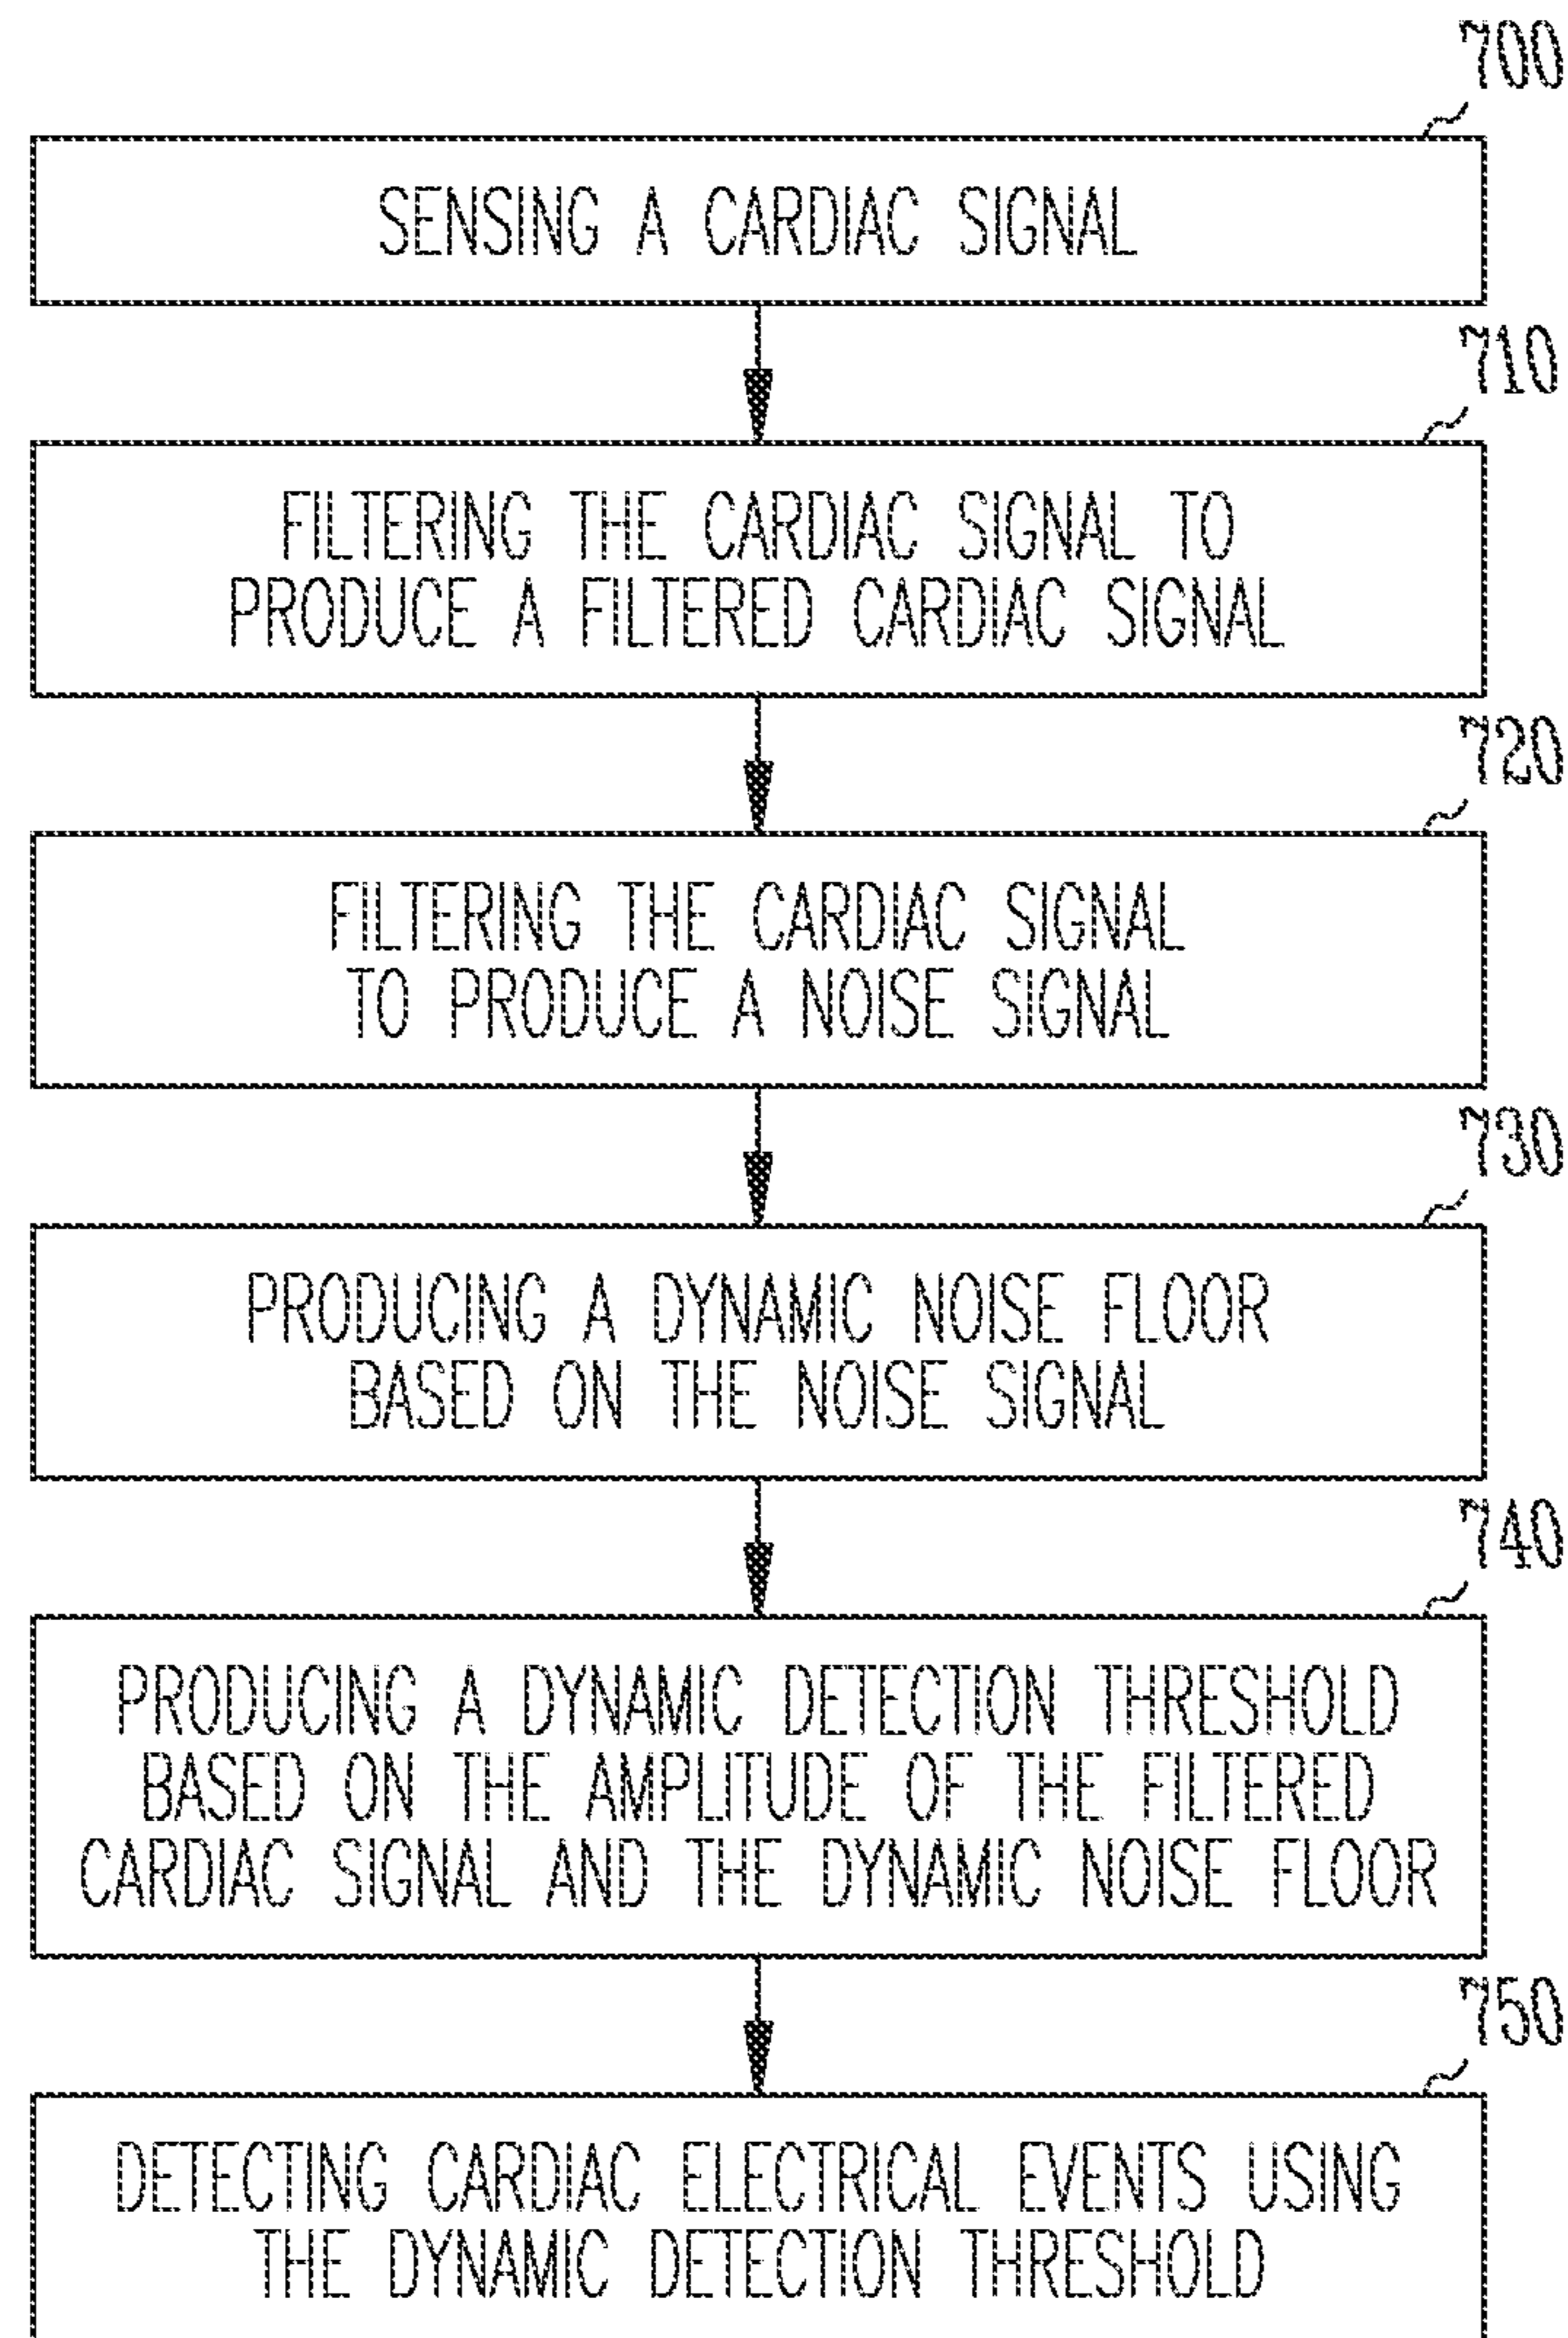 700
SENSING A CARDIAC SIGNAL
710
FILTERING THE CARDIAC SIGNAL TO
PRODUCE A FILTERED CARDIAC SIGNAL
720
FILTERING THE CARDIAC SIGNAL
TO PRODUCE A NOISE SIGNAL
730
PRODUCING A DYNAMIC NOISE FLOOR
BASED ON THE NOISE SIGNAL
740
PRODUCING A DYNAMIC DETECTION THRESHOLD
BASED ON THE AMPLITUDE OF THE FILTERED
CARDIAC SIGNAL AND THE DYNAMIC NOISE FLOOR
750
DETECTING CARDIAC ELECTRICAL EVENTS USING
THE DYNAMIC DETECTION THRESHOLD